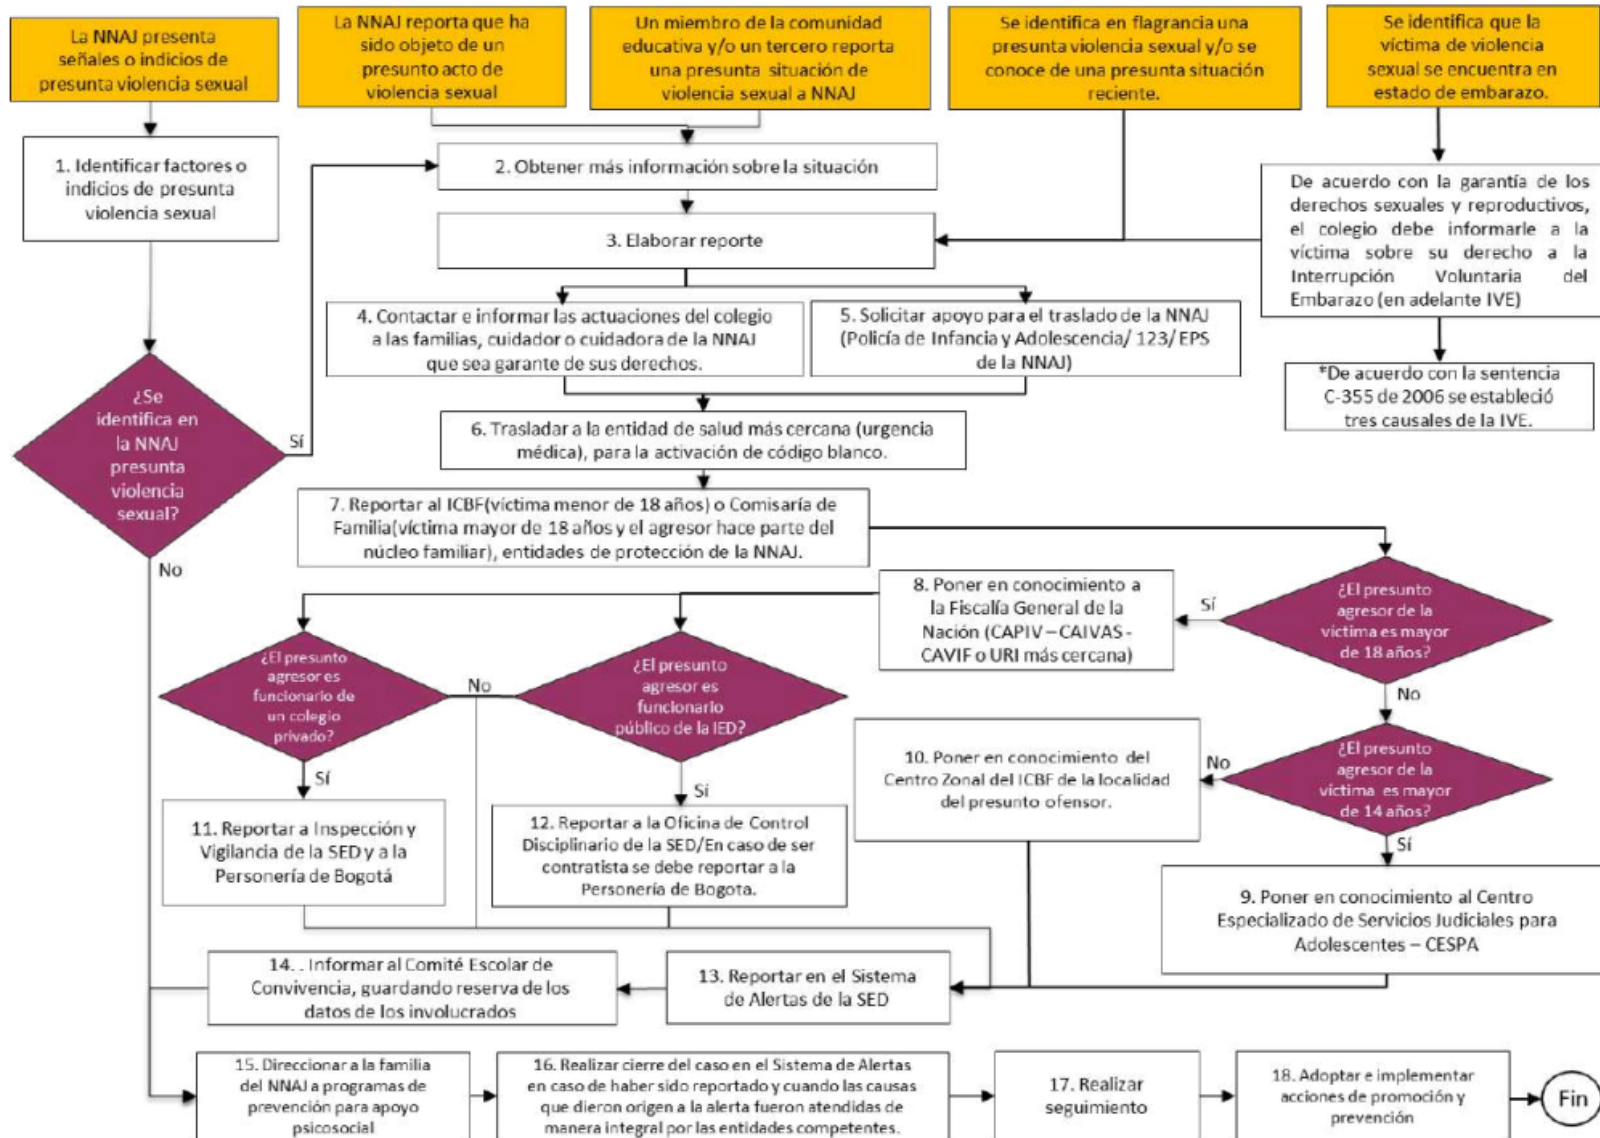 La NNAJ presenta
señales o indicios de
presunta violencia sexual
La NNAJ reporta que ha
sido objeto de un
presunto acto de
violencia sexual
Un miembro de la comunidad
educativa y/o un tercero reporta
una presunta situación de
violencia sexual a NNAJ
Se identifica en flagrancia una
presunta violencia sexual y/o se
conoce de una presunta situación
reciente.
Se identifica que la
víctima de violencia
sexual se encuentra en
estado de embarazo.
1. Identificar factores o
indicios de presunta
violencia sexual
2. Obtener más información sobre la situación
3. Elaborar reporte
De acuerdo con la garantía de los
derechos sexuales y reproductivos,
el colegio debe informarle a la
víctima sobre su derecho a la
Interrupción Voluntaria del
Embarazo (en adelante IVE)
4. Contactar e informar las actuaciones del colegio
a las familias, cuidador o cuidadora de la NNAJ
que sea garante de sus derechos.
5. Solicitar apoyo para el traslado de la NNAJ
(Policía de Infancia y Adolescencia/ 123/ EPS
de la NNAJ)
*De acuerdo con la sentencia
C-355 de 2006 se estableció
tres causales de la IVE.
¿Se
identifica en
la NNAJ
presunta
violencia
sexual?
Sí
No
6. Trasladar a la entidad de salud más cercana (urgencia
médica), para la activación de código blanco.
7. Reportar al ICBF(víctima menor de 18 años) o Comisaría de
Familia(víctima mayor de 18 años y el agresor hace parte del
núcleo familiar), entidades de protección de la NNAJ.
¿El presunto
agresor de la
víctima es mayor
de 18 años?
Sí
No
8. Poner en conocimiento a
la Fiscalía General de la
Nación (CAPIV – CAIVAS -
CAVIF o URI más cercana)
¿El presunto
agresor es
funcionario de
un colegio
privado?
No
Sí
¿El presunto
agresor es
funcionario
público de la IED?
Sí
¿El presunto
agresor de la
víctima es mayor
de 14 años?
No
Sí
10. Poner en conocimiento del
Centro Zonal del ICBF de la localidad
del presunto ofensor.
11. Reportar a Inspección y
Vigilancia de la SED y a la
Personería de Bogotá
12. Reportar a la Oficina de Control
Disciplinario de la SED/En caso de ser
contratista se debe reportar a la
Personería de Bogota.
9. Poner en conocimiento al Centro
Especializado de Servicios Judiciales para
Adolescentes – CESPA
14. . Informar al Comité Escolar de
Convivencia, guardando reserva de los
datos de los involucrados
13. Reportar en el Sistema
de Alertas de la SED
15. Direccionar a la familia
del NNAJ a programas de
prevención para apoyo
psicosocial
16. Realizar cierre del caso en el Sistema de Alertas
en caso de haber sido reportado y cuando las causas
que dieron origen a la alerta fueron atendidas de
manera integral por las entidades competentes.
17. Realizar
seguimiento
18. Adoptar e implementar
acciones de promoción y
prevención
Fin